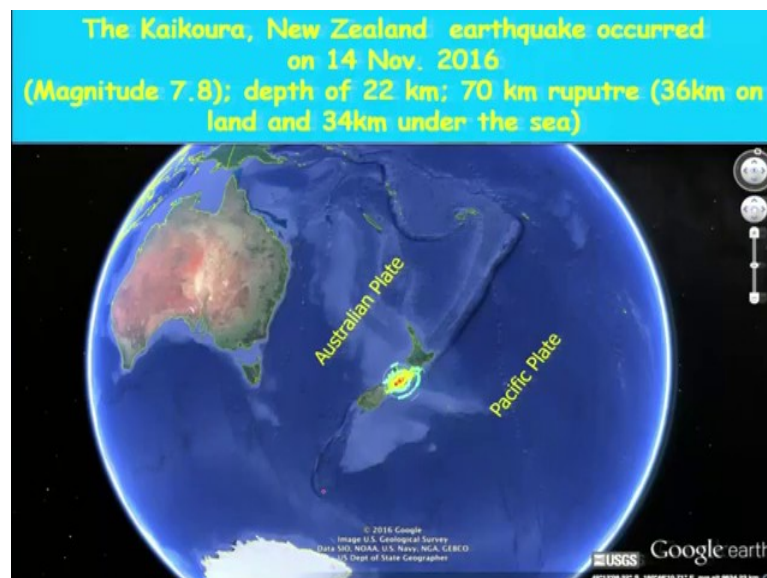 The Kaikoura, New Zealand earthquake occurred
on 14 Nov. 2016
(Magnitude 7.8); depth of 22 km; 70 km ruputre (36km on
land and 34km under the sea)
Australian Plate
Pacific Plate
© 2016 Google
Image U.S. Geological Survey
Data SIO, NOAA, U.S. Navy, NGA, GEBCO
US Dept of State Geographer
USGS
Google earth